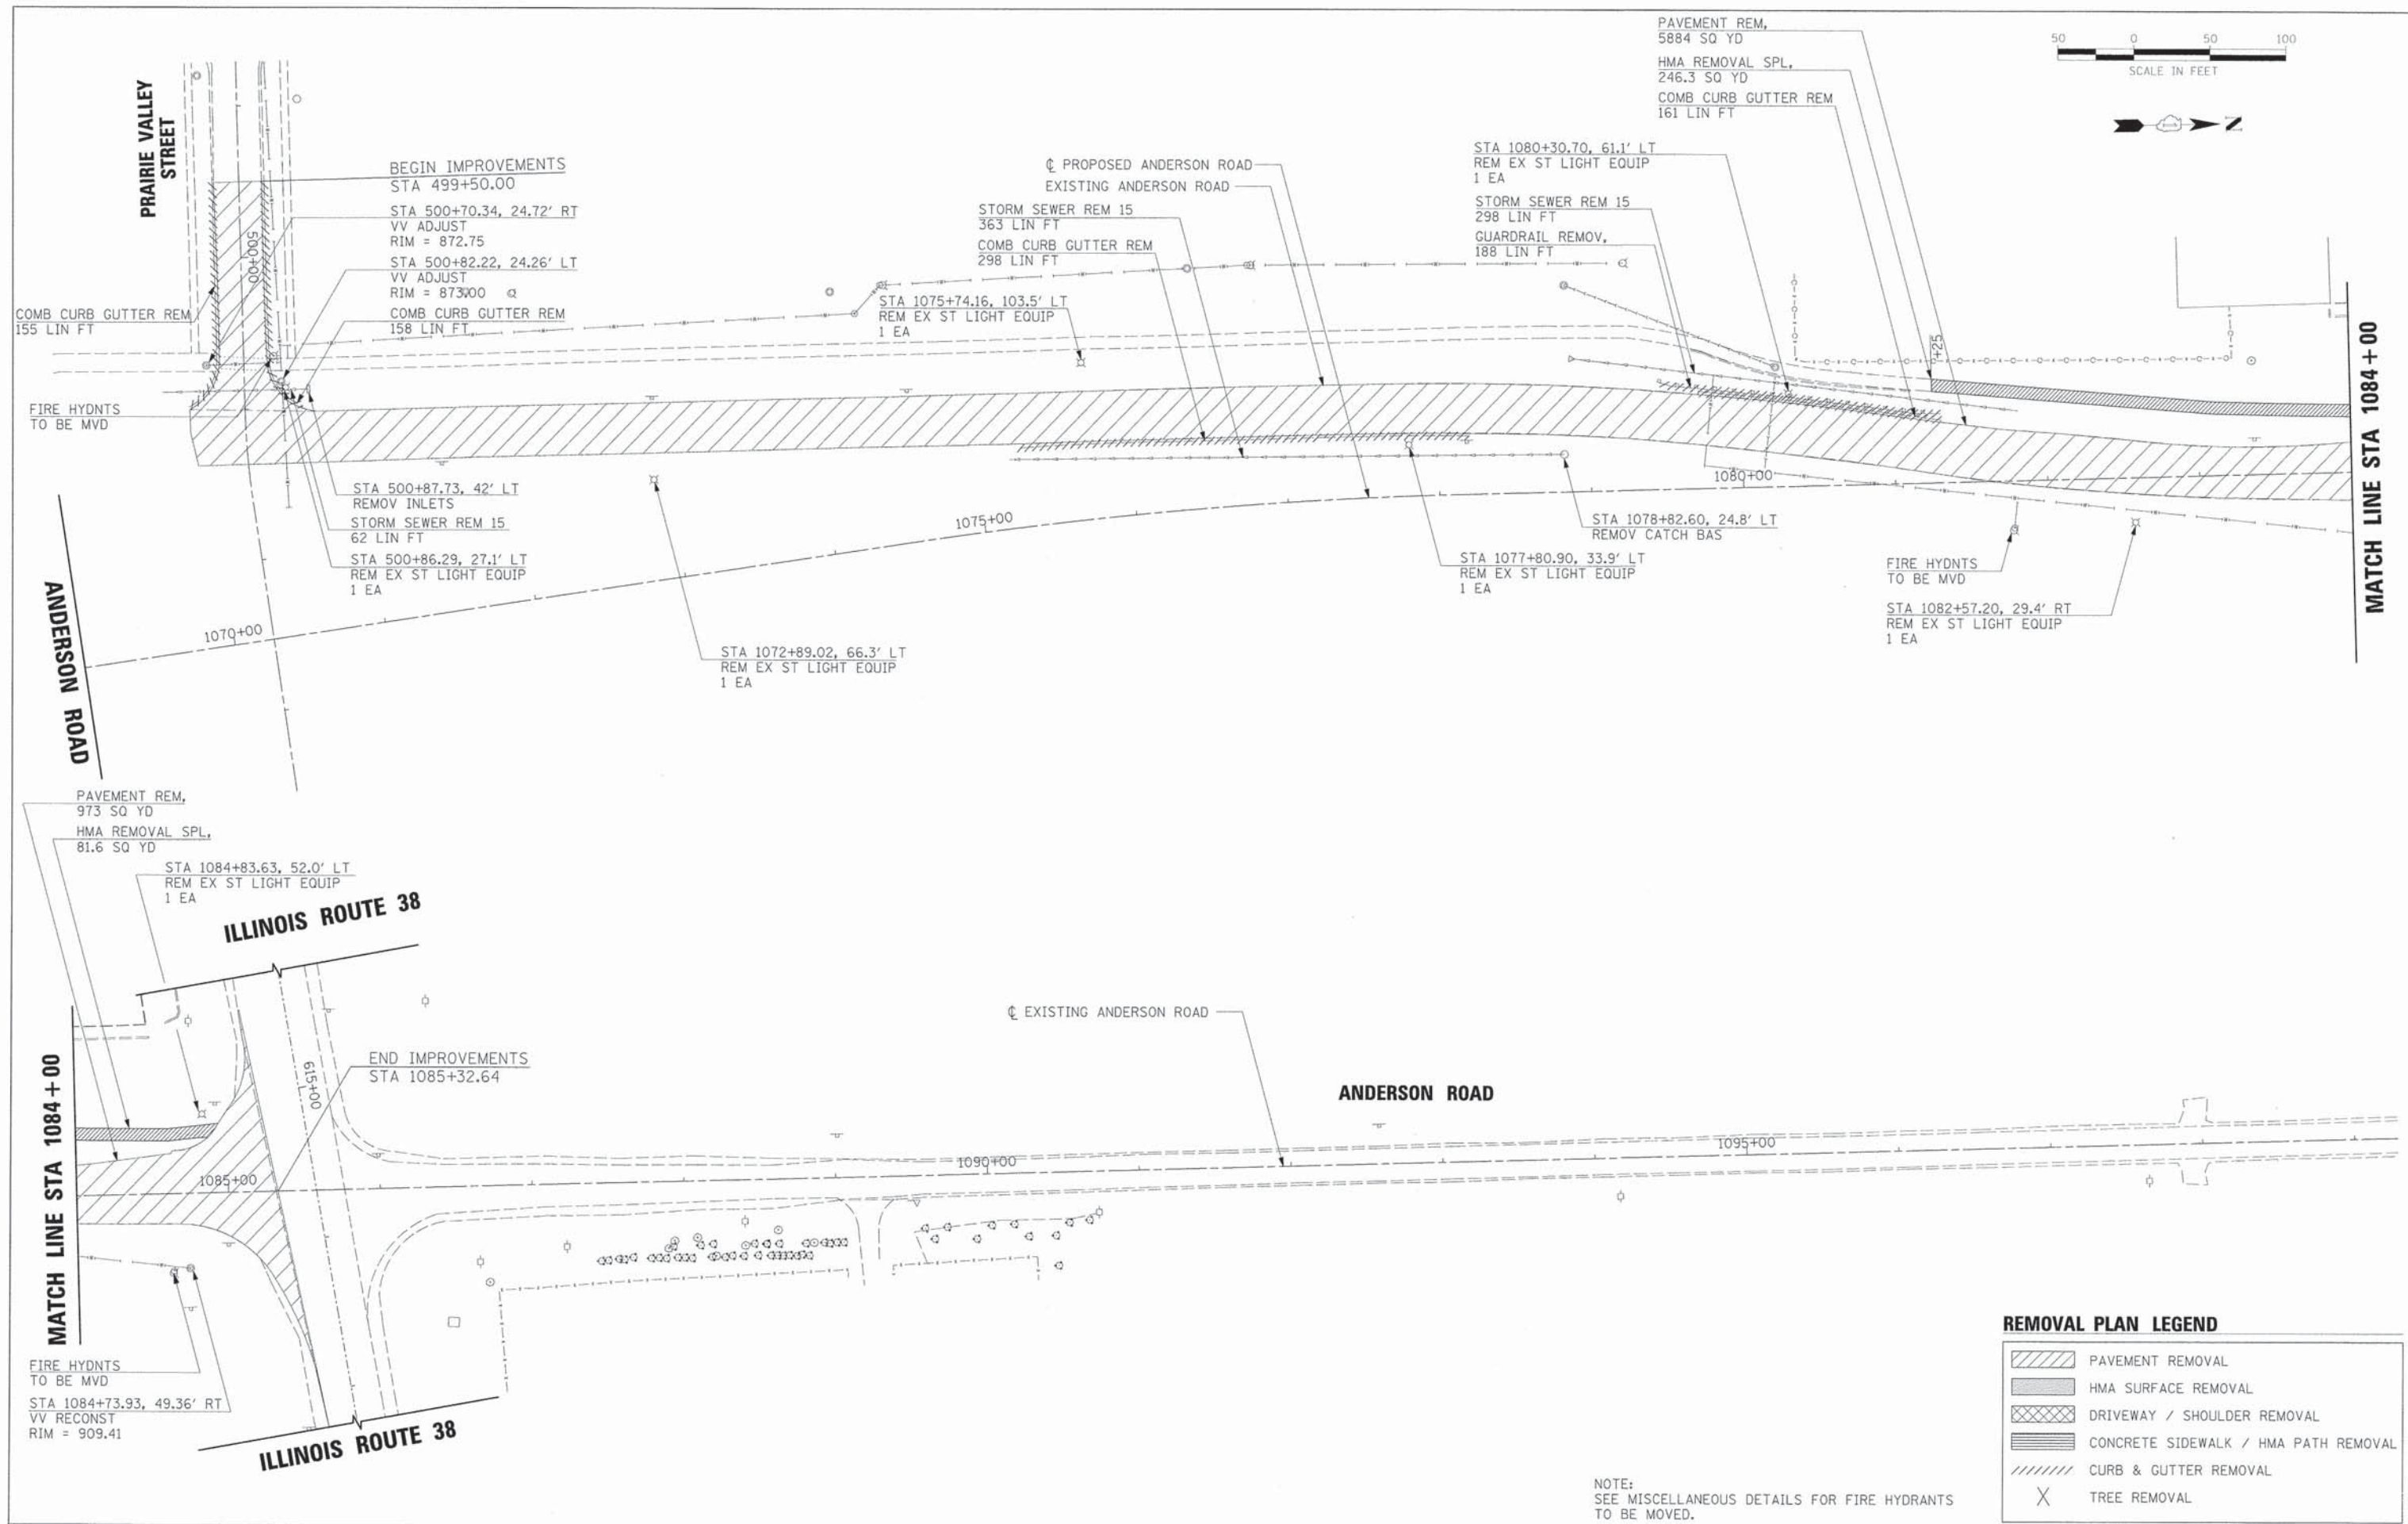 PAVEMENT REM,
5884 SQ YD
HMA REMOVAL SPL,
246.3 SQ YD
COMB CURB GUTTER REM
161 LIN FT
50 0 50 100
SCALE IN FEET
N
PRAIRIE VALLEY
STREET
BEGIN IMPROVEMENTS
STA 499+50.00
STA 500+70.34, 24.72' RT
VV ADJUST
RIM = 872.75
STA 500+82.22, 24.26' LT
VV ADJUST
RIM = 873.00
COMB CURB GUTTER REM
158 LIN FT
500+00
COMB CURB GUTTER REM
155 LIN FT
FIRE HYDNTS
TO BE MVD
℄ PROPOSED ANDERSON ROAD
EXISTING ANDERSON ROAD
STORM SEWER REM 15
363 LIN FT
COMB CURB GUTTER REM
298 LIN FT
STA 1075+74.16, 103.5' LT
REM EX ST LIGHT EQUIP
1 EA
STA 1080+30.70, 61.1' LT
REM EX ST LIGHT EQUIP
1 EA
STORM SEWER REM 15
298 LIN FT
GUARDRAIL REMOV,
188 LIN FT
+25
MATCH LINE STA 1084+00
STA 500+87.73, 42' LT
REMOV INLETS
STORM SEWER REM 15
62 LIN FT
STA 500+86.29, 27.1' LT
REM EX ST LIGHT EQUIP
1 EA
1070+00
1075+00
1080+00
STA 1078+82.60, 24.8' LT
REMOV CATCH BAS
STA 1077+80.90, 33.9' LT
REM EX ST LIGHT EQUIP
1 EA
FIRE HYDNTS
TO BE MVD
STA 1082+57.20, 29.4' RT
REM EX ST LIGHT EQUIP
1 EA
STA 1072+89.02, 66.3' LT
REM EX ST LIGHT EQUIP
1 EA
ANDERSON ROAD
PAVEMENT REM,
973 SQ YD
HMA REMOVAL SPL,
81.6 SQ YD
STA 1084+83.63, 52.0' LT
REM EX ST LIGHT EQUIP
1 EA
ILLINOIS ROUTE 38
END IMPROVEMENTS
STA 1085+32.64
615+00
℄ EXISTING ANDERSON ROAD
ANDERSON ROAD
1085+00
1090+00
1095+00
MATCH LINE STA 1084+00
FIRE HYDNTS
TO BE MVD
STA 1084+73.93, 49.36' RT
VV RECONST
RIM = 909.41
ILLINOIS ROUTE 38
REMOVAL PLAN LEGEND
PAVEMENT REMOVAL
HMA SURFACE REMOVAL
DRIVEWAY / SHOULDER REMOVAL
CONCRETE SIDEWALK / HMA PATH REMOVAL
CURB & GUTTER REMOVAL
TREE REMOVAL
NOTE:
SEE MISCELLANEOUS DETAILS FOR FIRE HYDRANTS
TO BE MOVED.